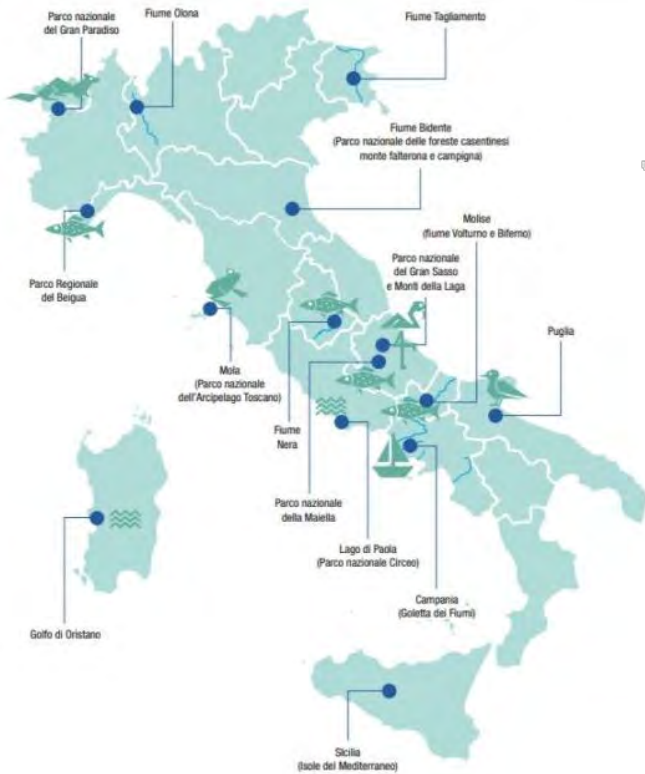 Parco nazionale
del Gran Paradiso
Fiume Olona
Fiume Tagliamento
Fiume Bidente
(Parco nazionale delle foreste casentinesi
monte falterona e campigna)
Molise
(fiume Volturno e Biferno)
Parco nazionale
del Gran Sasso
e Monti della Laga
Puglia
Parco Regionale
del Beigua
Mola
(Parco nazionale
dell'Arcipelago Toscano)
Fiume
Nera
Parco nazionale
della Maiella
Lago di Paola
(Parco nazionale Circeo)
Campania
(Goletta dei Fiumi)
Golfo di Oristano
Sicilia
(Isole del Mediterraneo)